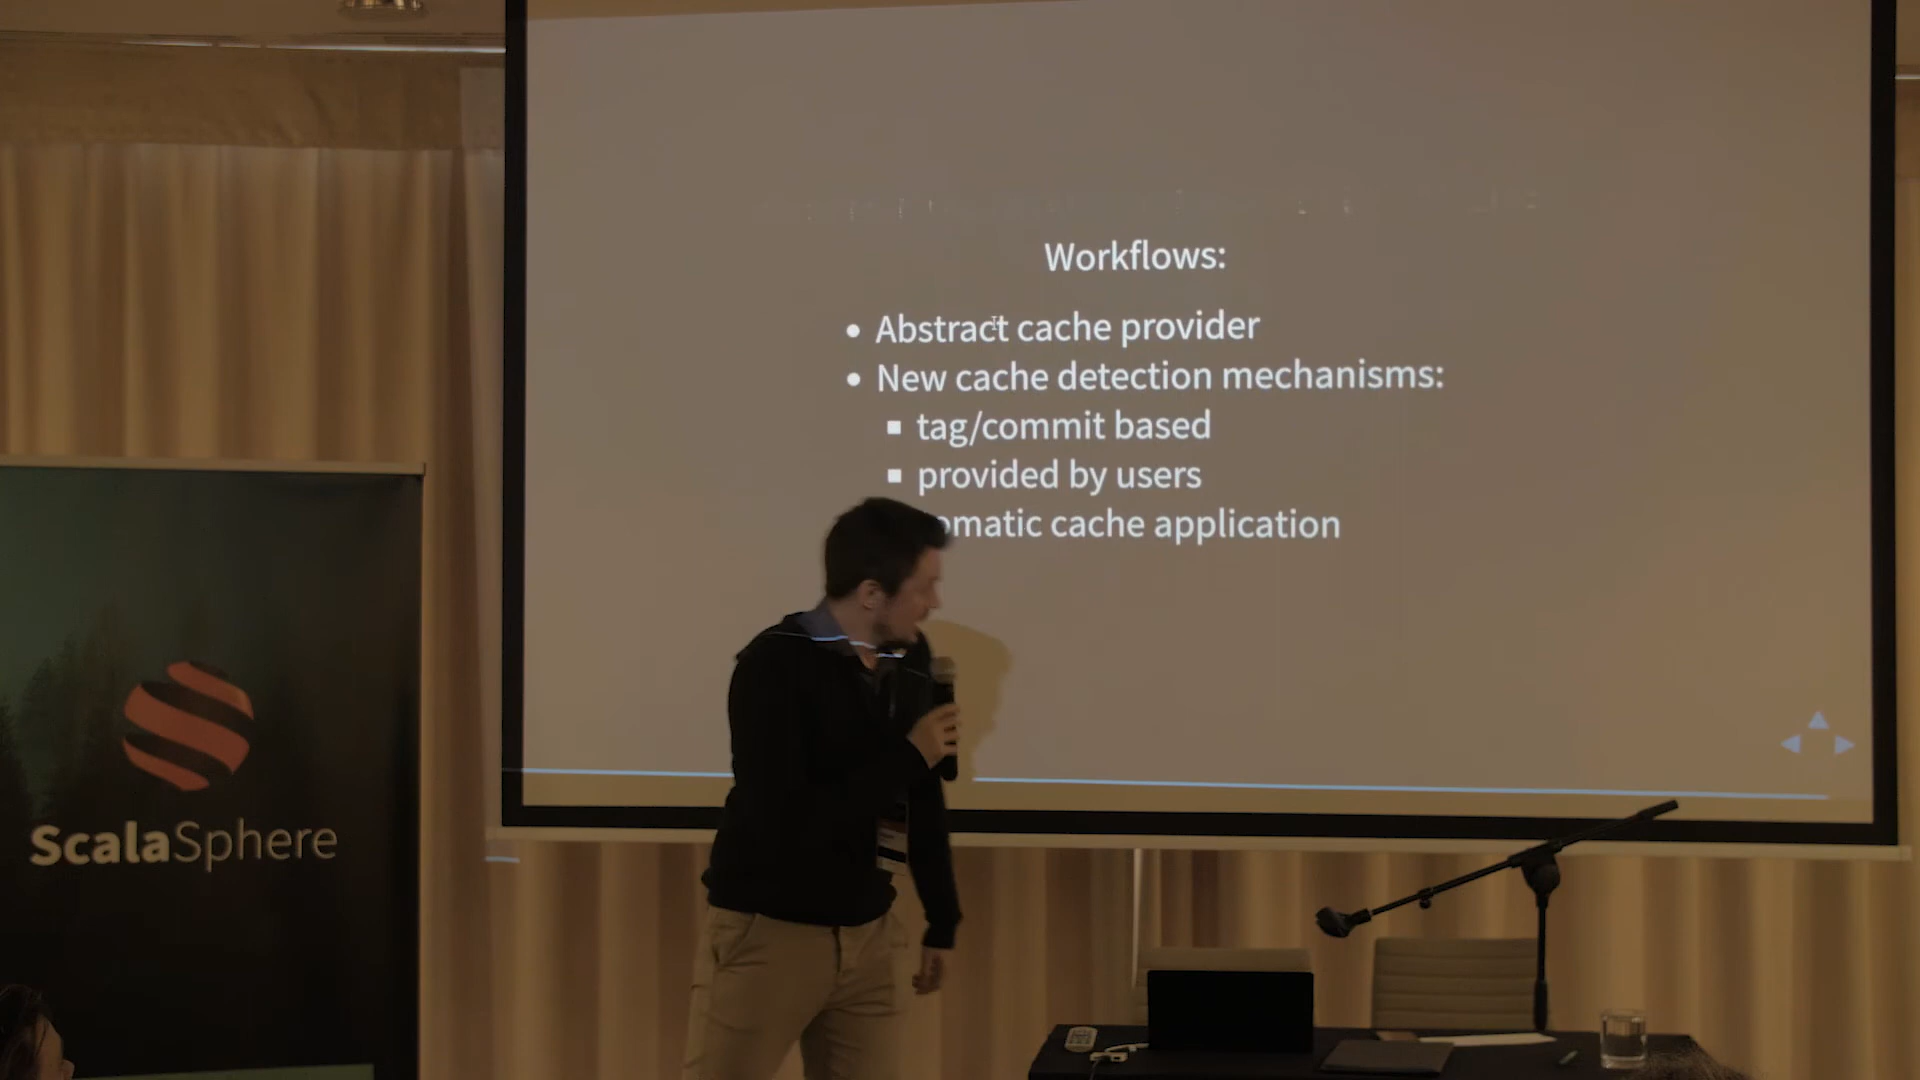 Workflows:
• Abstract cache provider
• New cache detection mechanisms:
▪ tag/commit based
▪ provided by users
omatic cache application
ScalaSphere